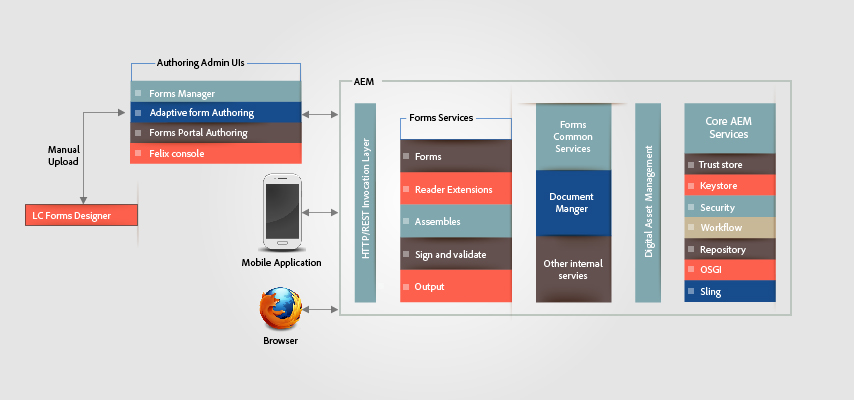 Authoring Admin UIs
Forms Manager
Adaptive form Authoring
Forms Portal Authoring
Felix console
Manual
Upload
LC Forms Designer
Mobile Application
Browser
AEM
HTTP/REST Invocation Layer
Forms Services
Forms
Reader Extensions
Assembles
Sign and validate
Output
Forms
Common
Services
Document
Manger
Other internal
servies
Digital Asset Management
Core AEM
Services
Trust store
Keystore
Security
Workflow
Repository
OSGI
Sling